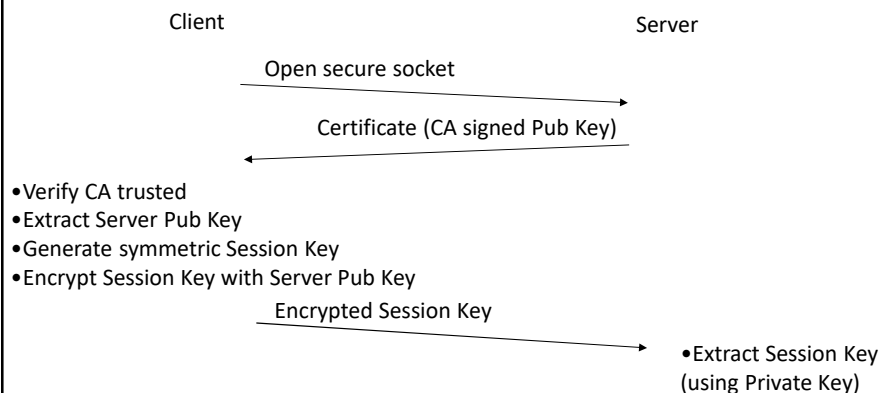 Client
Server
Open secure socket
Certificate (CA signed Pub Key)
•Verify CA trusted
•Extract Server Pub Key
•Generate symmetric Session Key
•Encrypt Session Key with Server Pub Key
Encrypted Session Key
•Extract Session Key
(using Private Key)